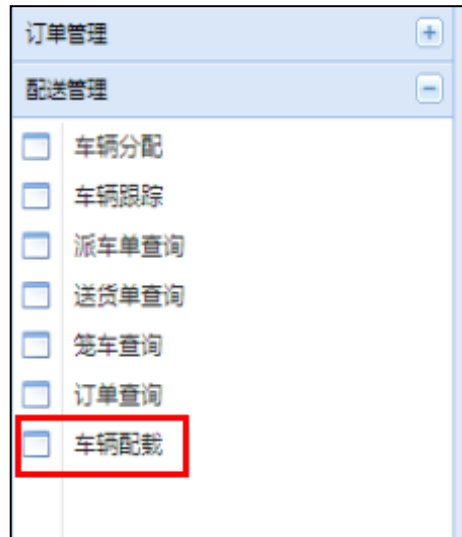 订单管理
配送管理
车辆分配
车辆跟踪
派车单查询
送货单查询
笼车查询
订单查询
车辆配载